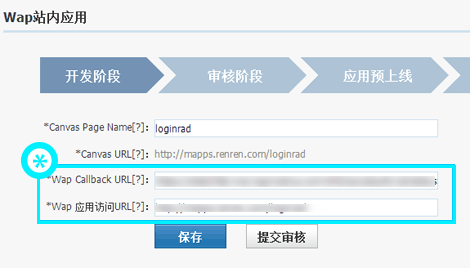 Wap站内应用
开发阶段 审核阶段 应用预上线
*Canvas Page Name[?]: loginrad
*Canvas URL[?]: http://mapps.renren.com/loginrad
*Wap Callback URL[?]:
*Wap 应用访问URL[?]:
保存 提交审核